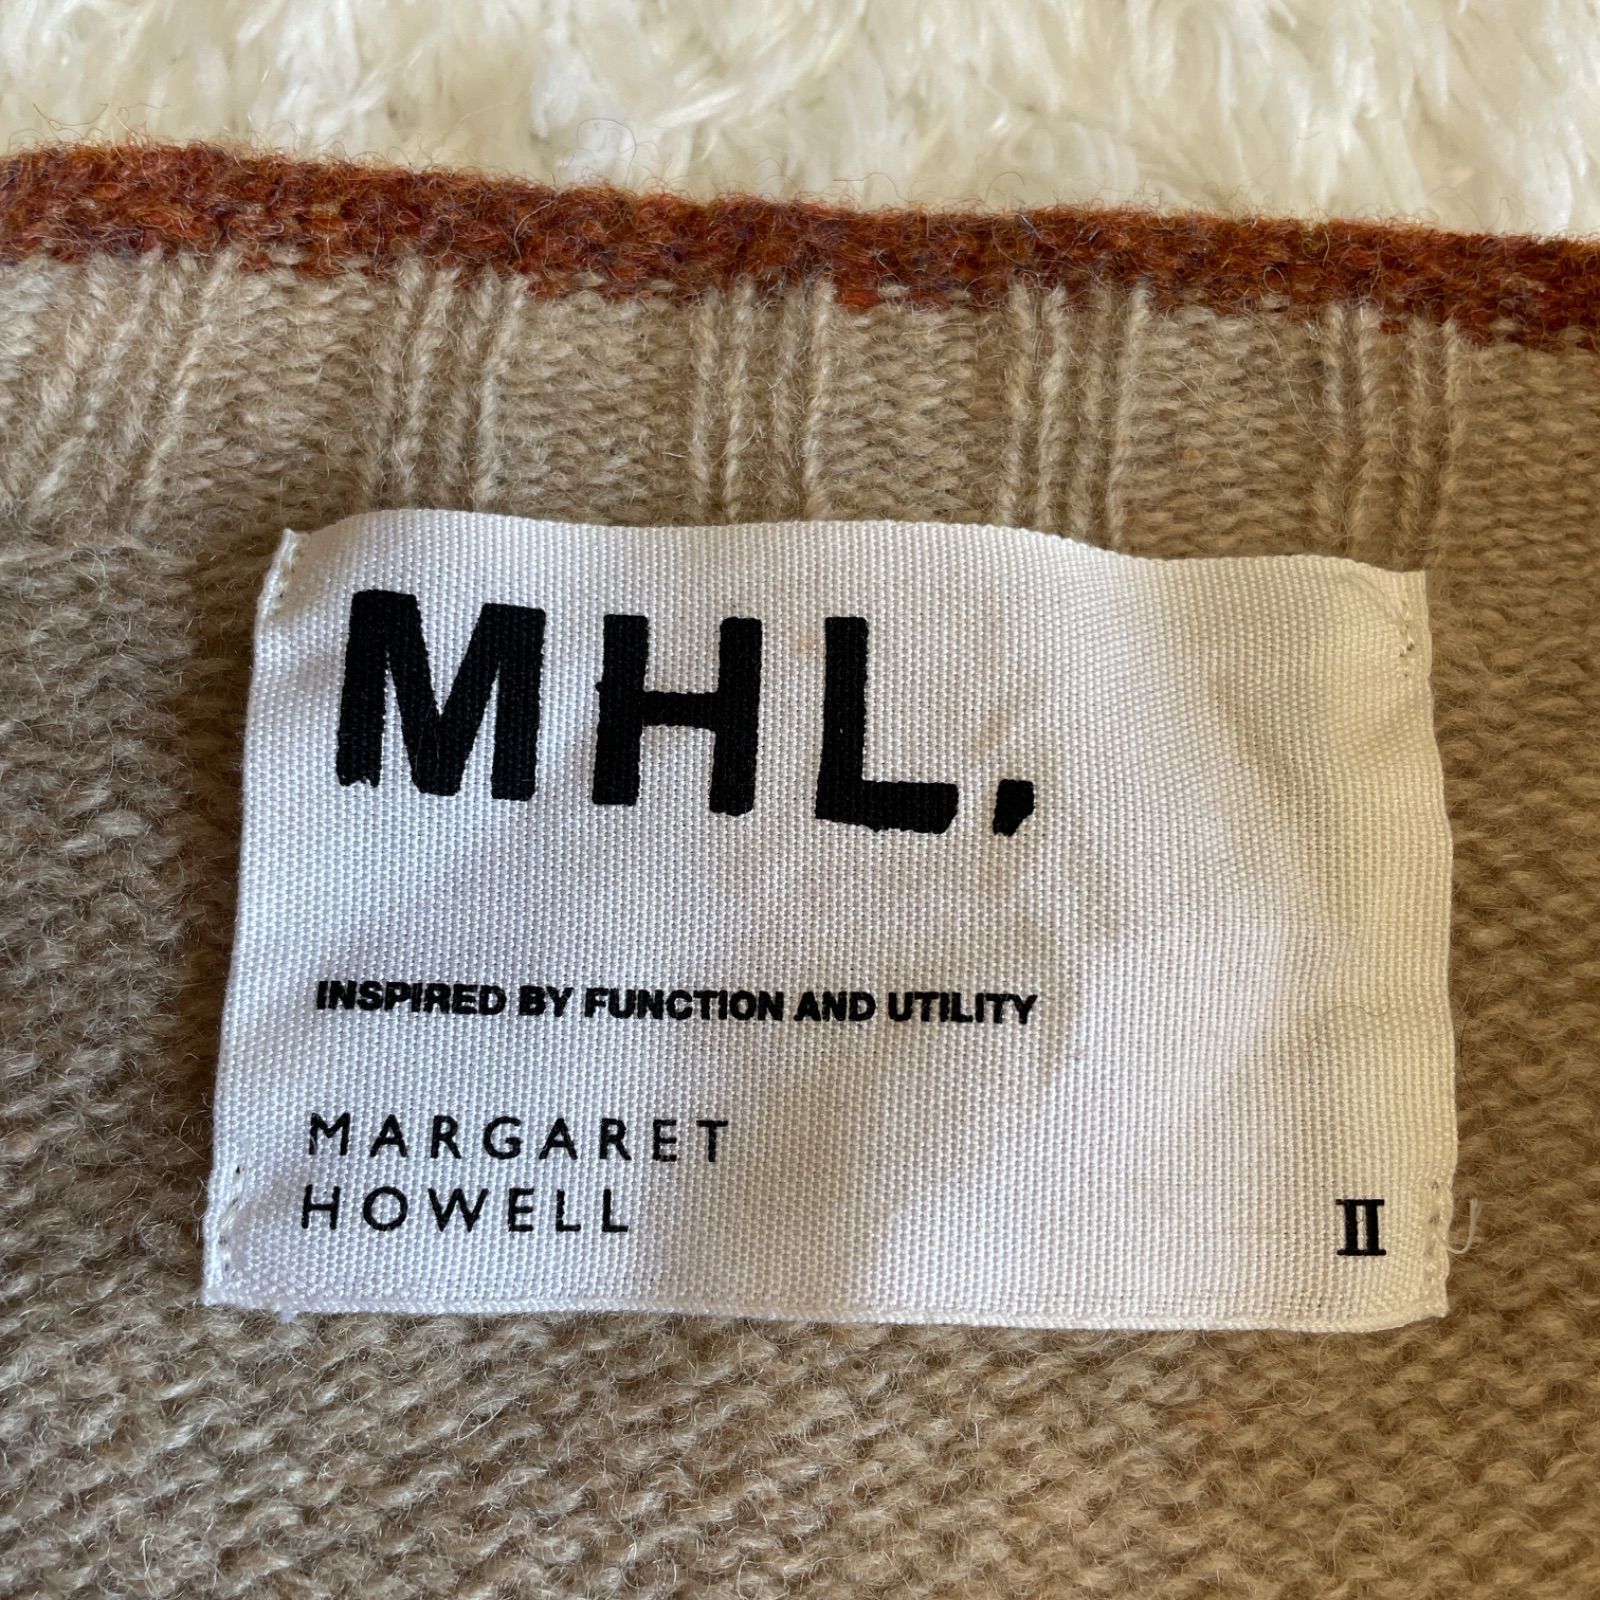 MHL.
INSPIRED BY FUNCTION AND UTILITY
MARGARET
HOWELL
II